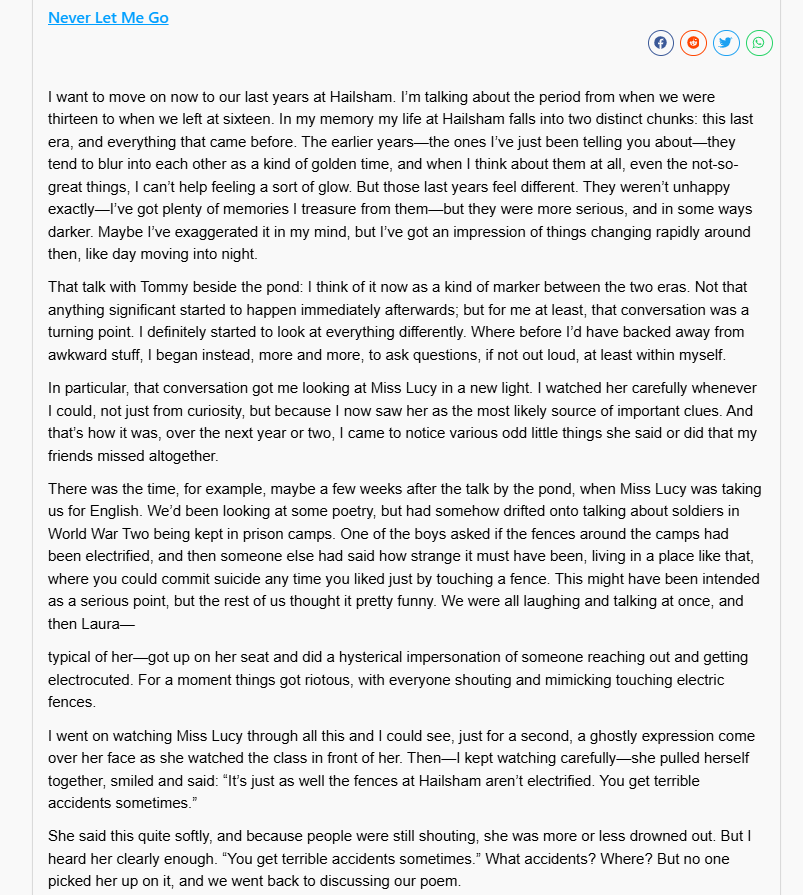 Never Let Me Go
I want to move on now to our last years at Hailsham. I’m talking about the period from when we were
thirteen to when we left at sixteen. In my memory my life at Hailsham falls into two distinct chunks: this last
era, and everything that came before. The earlier years—the ones I’ve just been telling you about—they
tend to blur into each other as a kind of golden time, and when I think about them at all, even the not-so-
great things, I can’t help feeling a sort of glow. But those last years feel different. They weren’t unhappy
exactly—I’ve got plenty of memories I treasure from them—but they were more serious, and in some ways
darker. Maybe I’ve exaggerated it in my mind, but I’ve got an impression of things changing rapidly around
then, like day moving into night.
That talk with Tommy beside the pond: I think of it now as a kind of marker between the two eras. Not that
anything significant started to happen immediately afterwards; but for me at least, that conversation was a
turning point. I definitely started to look at everything differently. Where before I’d have backed away from
awkward stuff, I began instead, more and more, to ask questions, if not out loud, at least within myself.
In particular, that conversation got me looking at Miss Lucy in a new light. I watched her carefully whenever
I could, not just from curiosity, but because I now saw her as the most likely source of important clues. And
that’s how it was, over the next year or two, I came to notice various odd little things she said or did that my
friends missed altogether.
There was the time, for example, maybe a few weeks after the talk by the pond, when Miss Lucy was taking
us for English. We’d been looking at some poetry, but had somehow drifted onto talking about soldiers in
World War Two being kept in prison camps. One of the boys asked if the fences around the camps had
been electrified, and then someone else had said how strange it must have been, living in a place like that,
where you could commit suicide any time you liked just by touching a fence. This might have been intended
as a serious point, but the rest of us thought it pretty funny. We were all laughing and talking at once, and
then Laura—
typical of her—got up on her seat and did a hysterical impersonation of someone reaching out and getting
electrocuted. For a moment things got riotous, with everyone shouting and mimicking touching electric
fences.
I went on watching Miss Lucy through all this and I could see, just for a second, a ghostly expression come
over her face as she watched the class in front of her. Then—I kept watching carefully—she pulled herself
together, smiled and said: “It’s just as well the fences at Hailsham aren’t electrified. You get terrible
accidents sometimes.”
She said this quite softly, and because people were still shouting, she was more or less drowned out. But I
heard her clearly enough. “You get terrible accidents sometimes.” What accidents? Where? But no one
picked her up on it, and we went back to discussing our poem.